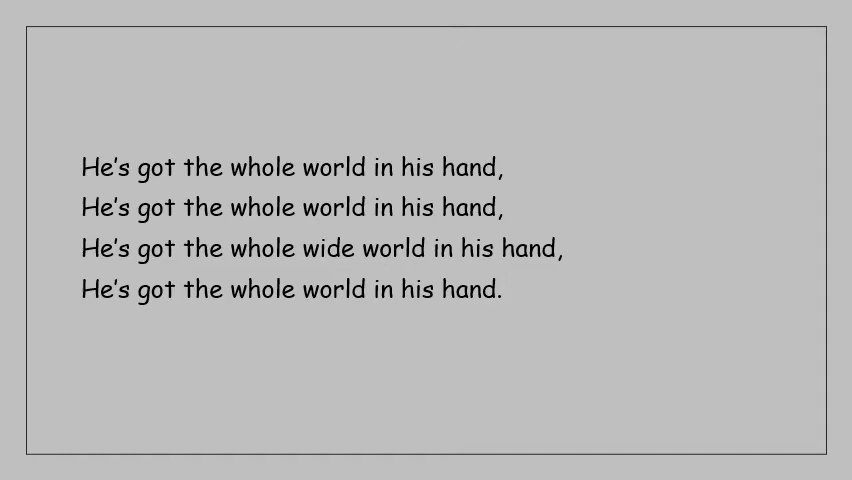 He's got the whole world in his hand,
He's got the whole world in his hand,
He's got the whole wide world in his hand,
He's got the whole world in his hand.